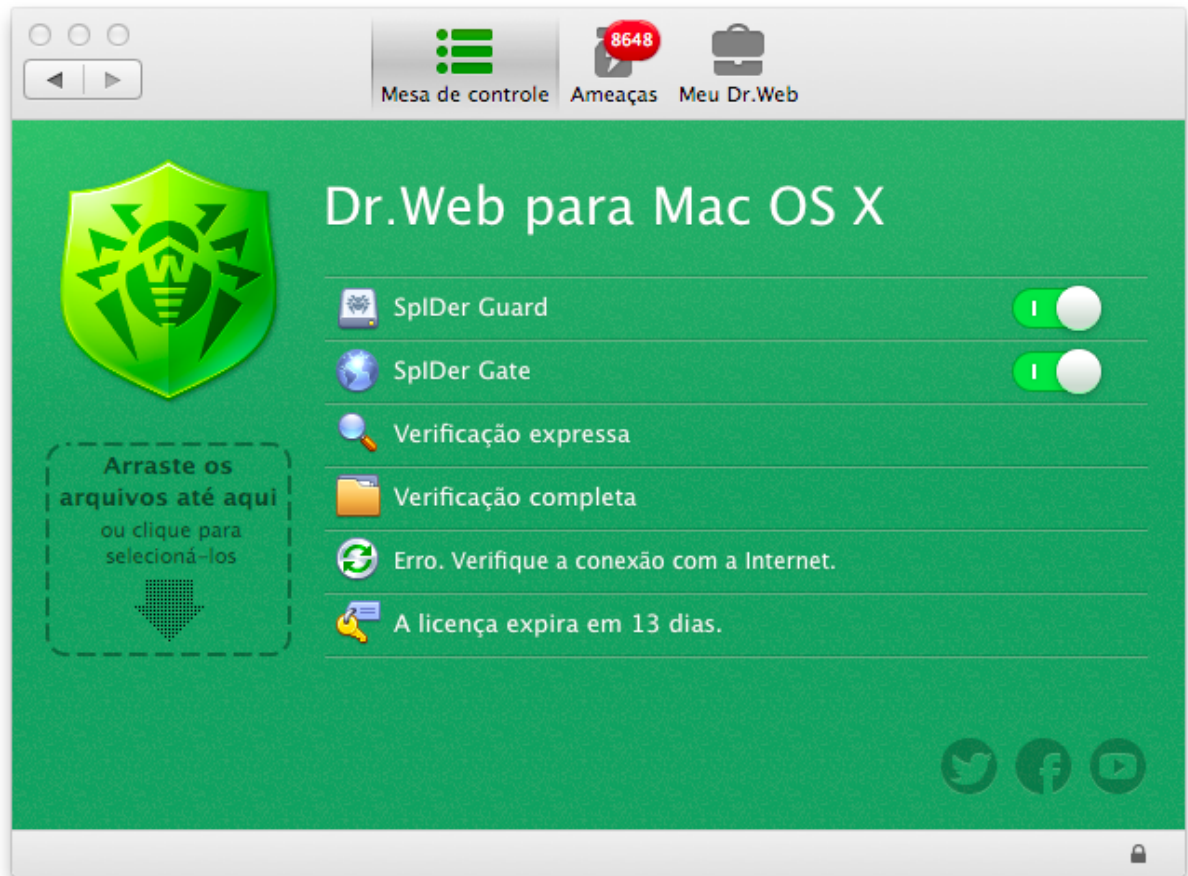 8648
Mesa de controle
Ameaças
Meu Dr.Web
Dr.Web para Mac OS X
SpIDer Guard
SpIDer Gate
Verificação expressa
Verificação completa
Erro. Verifique a conexão com a Internet.
A licença expira em 13 dias.
Arraste os
arquivos até aqui
ou clique para
selecioná-los